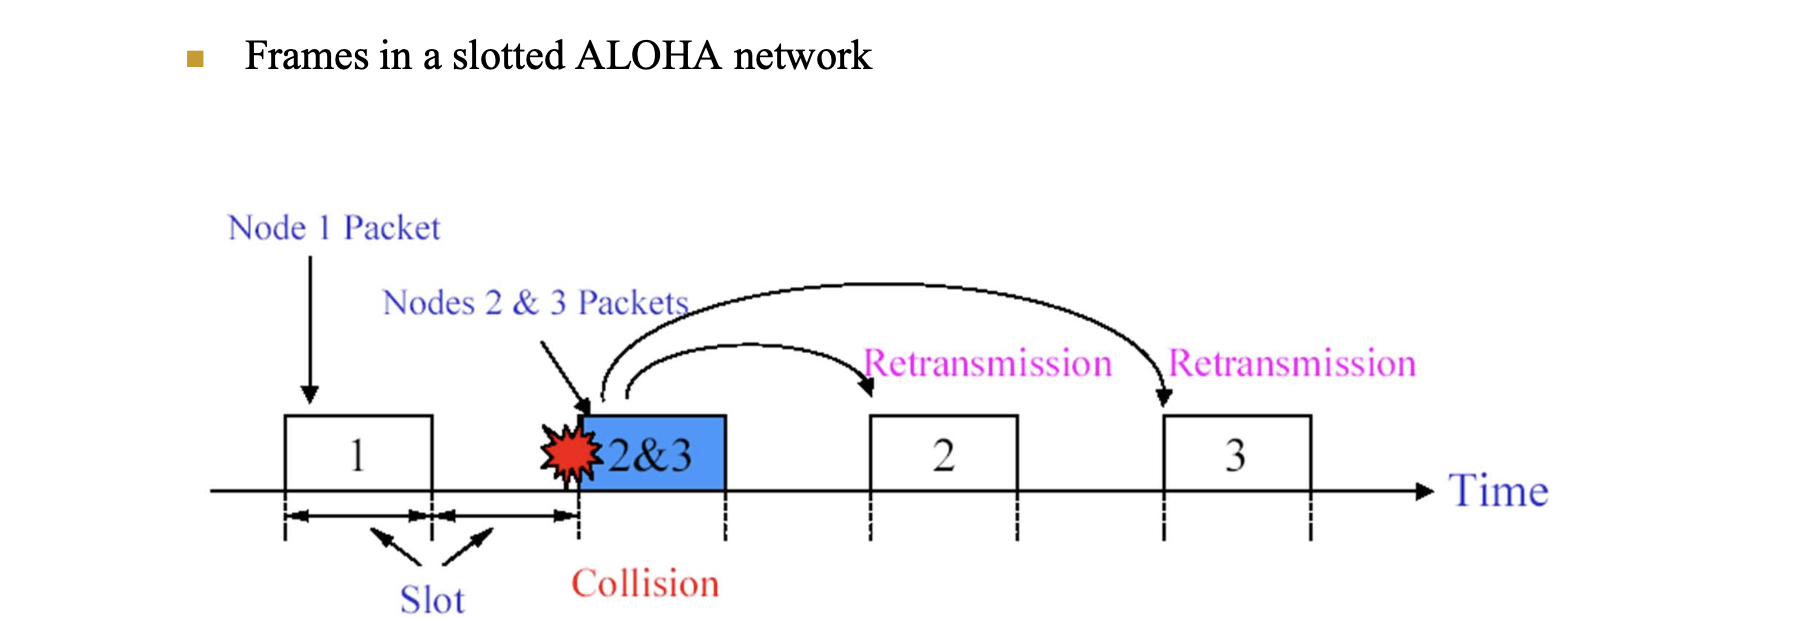 Frames in a slotted ALOHA network
Node 1 Packet
Nodes 2 & 3 Packets
Retransmission
Retransmission
1
2&3
2
3
Time
Slot
Collision